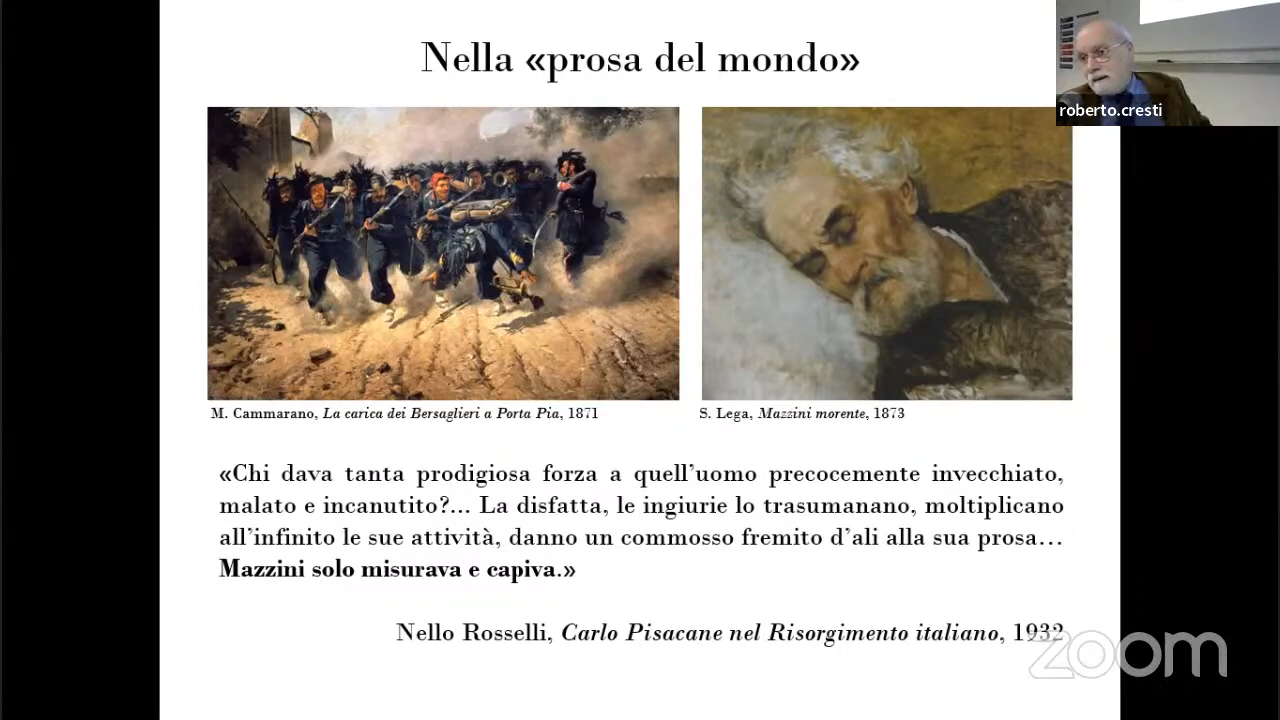 Nella «prosa del mondo»
roberto.cresti
M. Cammarano, La carica dei Bersaglieri a Porta Pia, 1871
S. Lega, Mazzini morente, 1873
«Chi dava tanta prodigiosa forza a quell’uomo precocemente invecchiato,
malato e incanutito?... La disfatta, le ingiurie lo trasumanano, moltiplicano
all’infinito le sue attività, danno un commosso fremito d’ali alla sua prosa…
Mazzini solo misurava e capiva.»
Nello Rosselli, Carlo Pisacane nel Risorgimento italiano, 1932
zoom